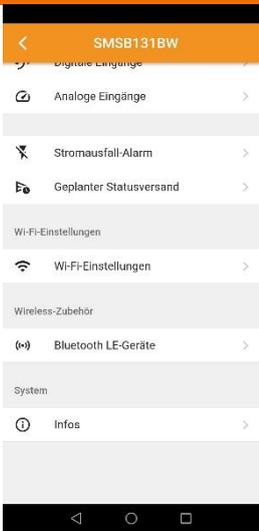 SMSB131BW
Digitale Eingänge
Analoge Eingänge
Stromausfall-Alarm
Geplanter Statusversand
Wi-Fi-Einstellungen
Wi-Fi-Einstellungen
Wireless-Zubehör
Bluetooth LE-Geräte
System
Infos